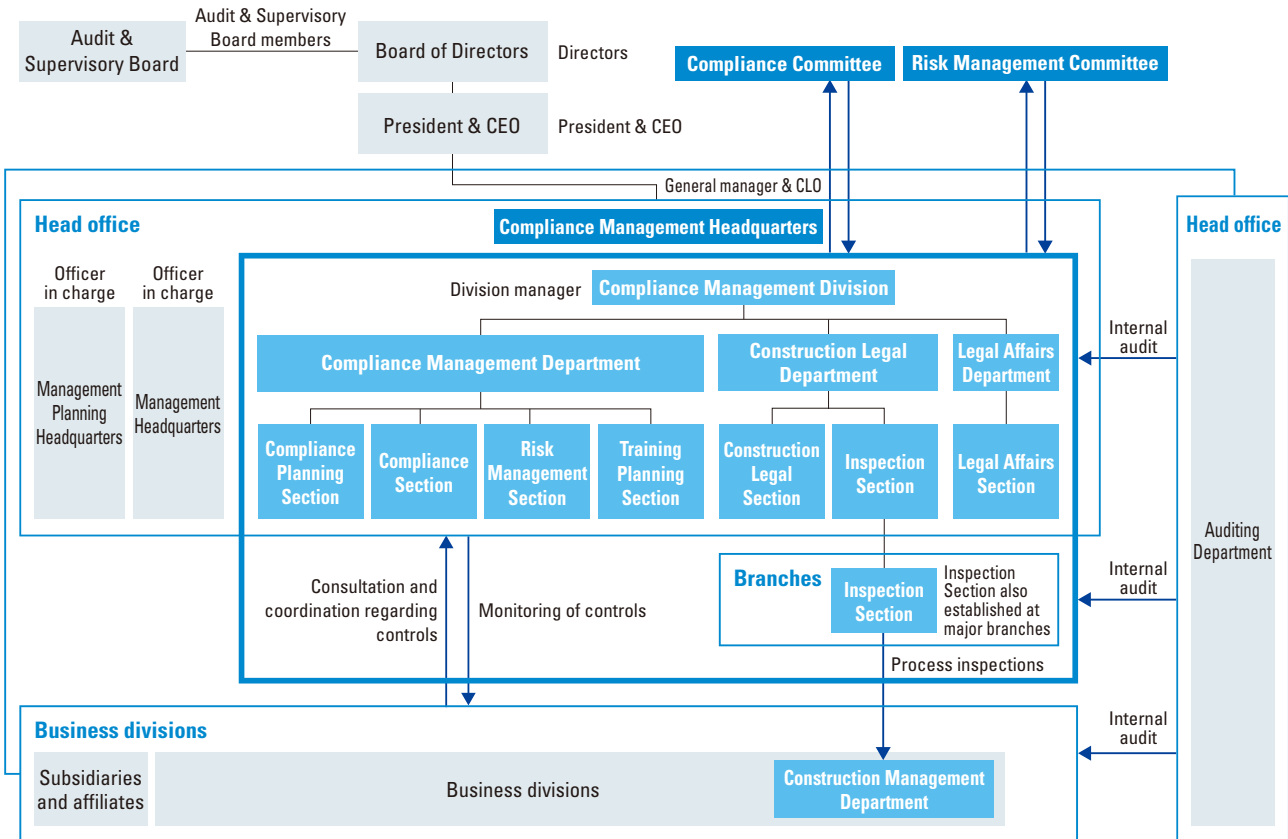 Audit &
Supervisory Board
Audit & Supervisory
Board members
Board of Directors
Directors
Compliance Committee
Risk Management Committee
President & CEO
President & CEO
General manager & CLO
Head office
Compliance Management Headquarters
Head office
Officer
in charge
Officer
in charge
Management
Planning
Headquarters
Management
Headquarters
Division manager
Compliance Management Division
Compliance Management Department
Construction Legal
Department
Legal Affairs
Department
Internal
audit
Compliance
Planning
Section
Compliance
Section
Risk
Management
Section
Training
Planning
Section
Construction
Legal
Section
Inspection
Section
Legal Affairs
Section
Auditing
Department
Consultation and
coordination regarding
controls
Monitoring of controls
Branches
Inspection
Section
Inspection
Section also
established at
major branches
Internal
audit
Process inspections
Business divisions
Internal
audit
Subsidiaries
and affiliates
Business divisions
Construction Management
Department